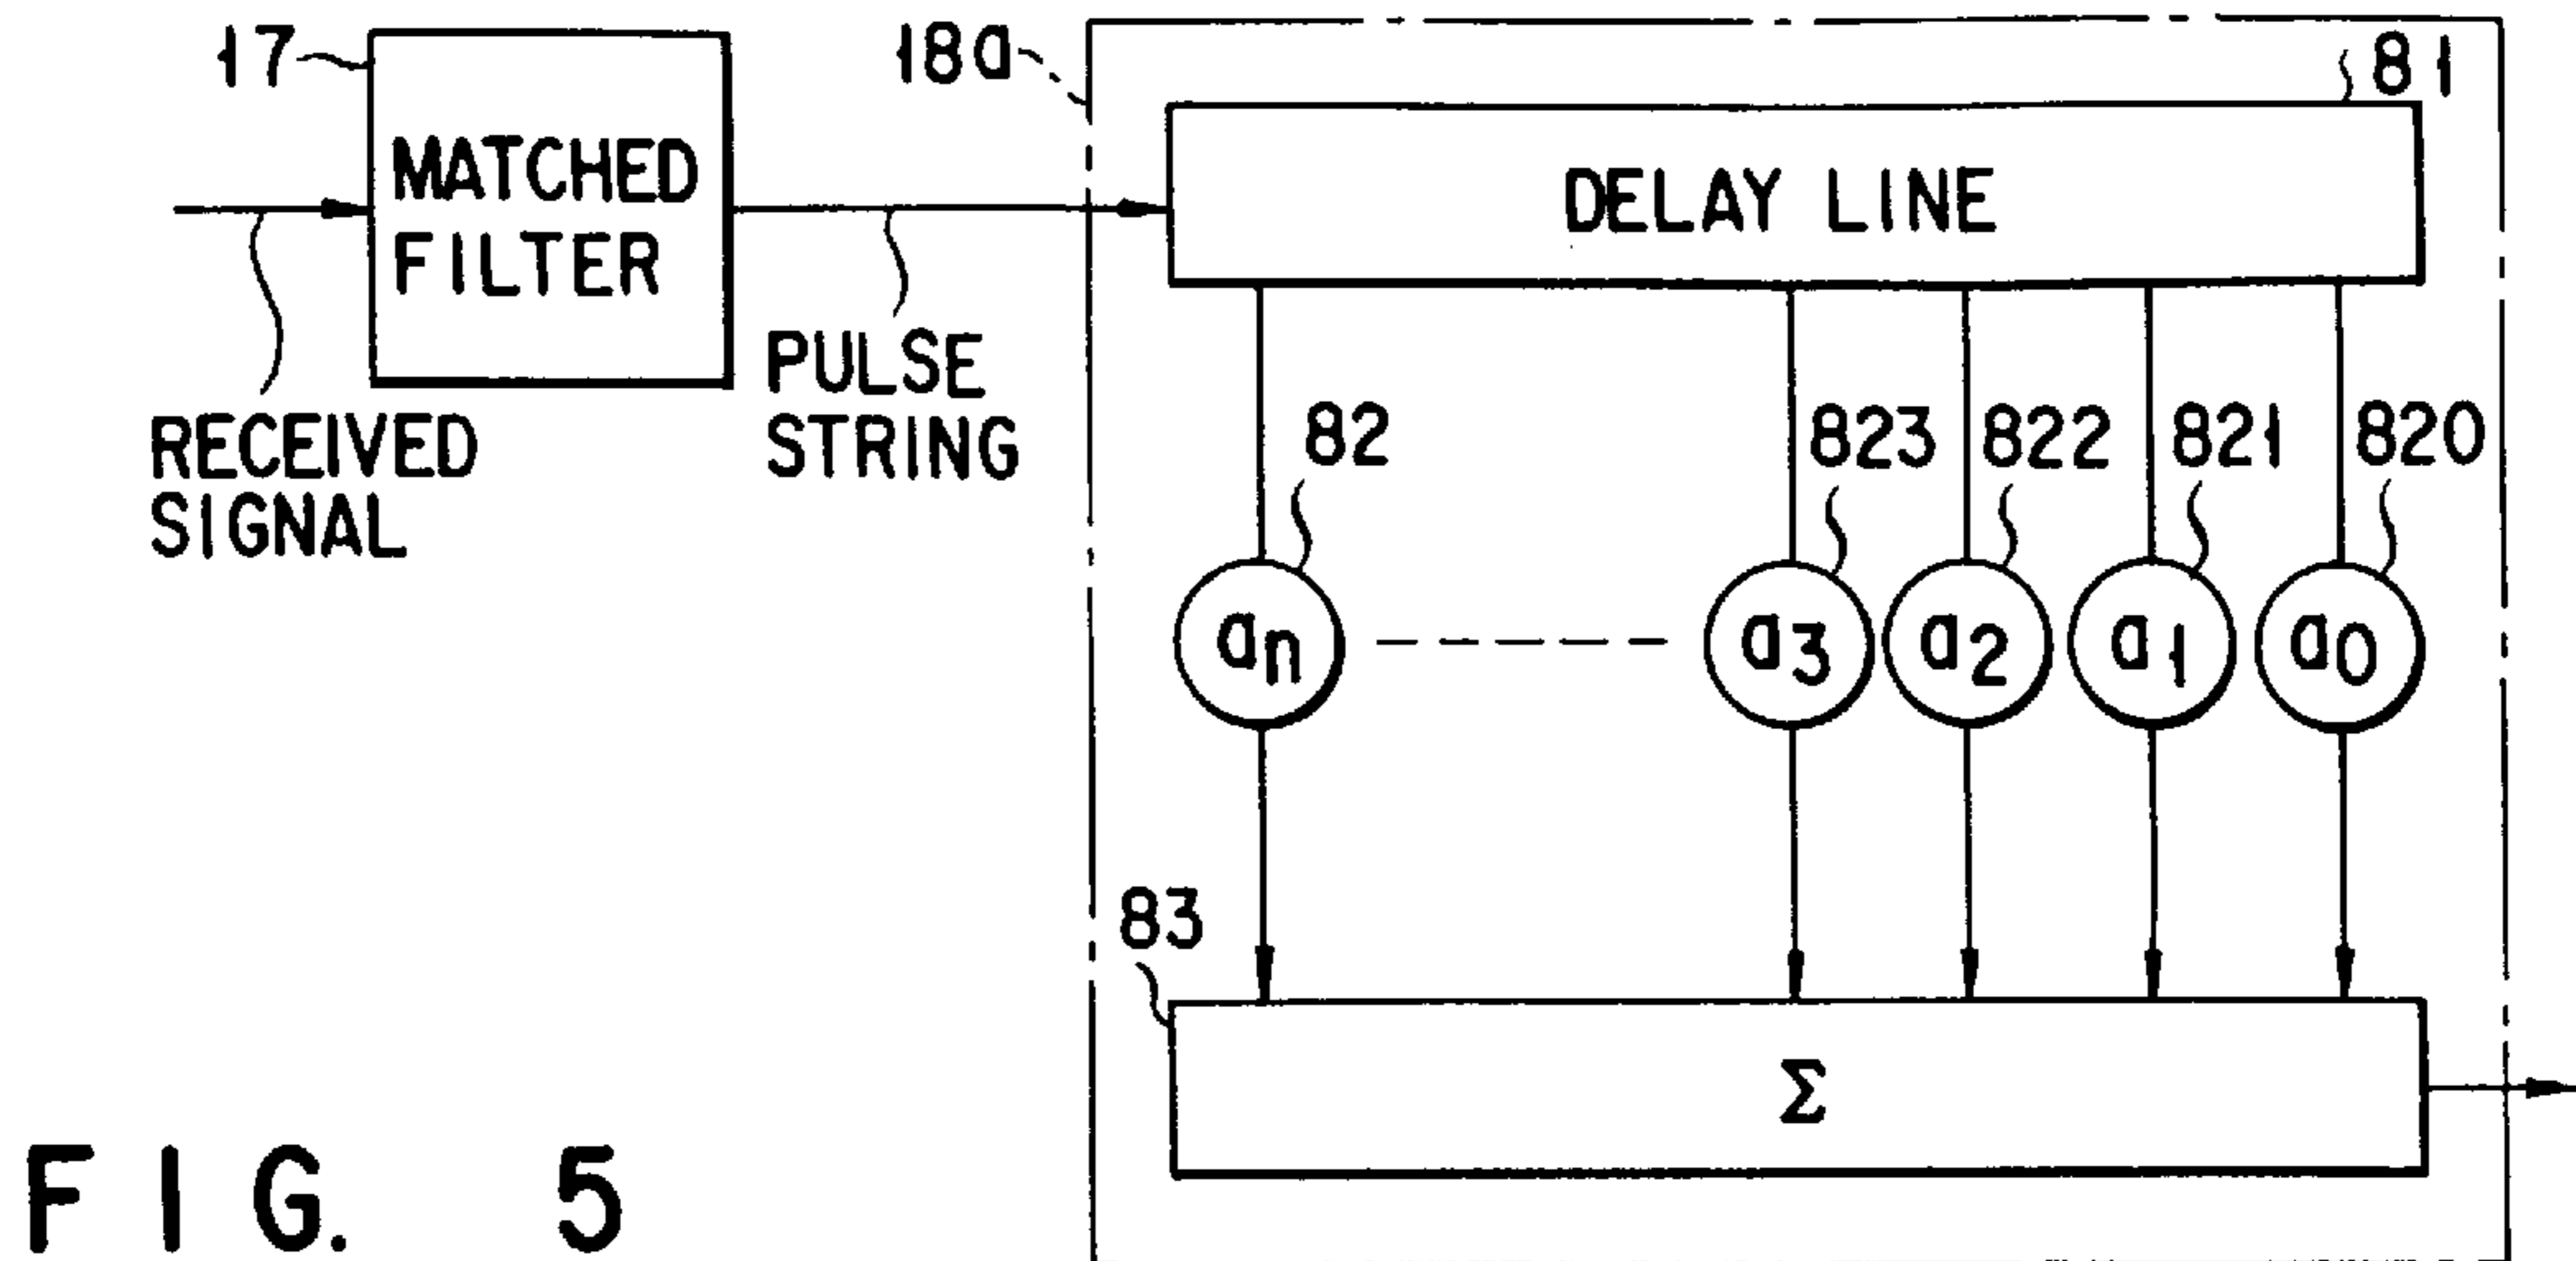 17
18a
81
MATCHED
FILTER
DELAY LINE
RECEIVED
SIGNAL
PULSE
STRING
82
823
822
821
820
an
a3
a2
a1
a0
83
Σ
FIG. 5